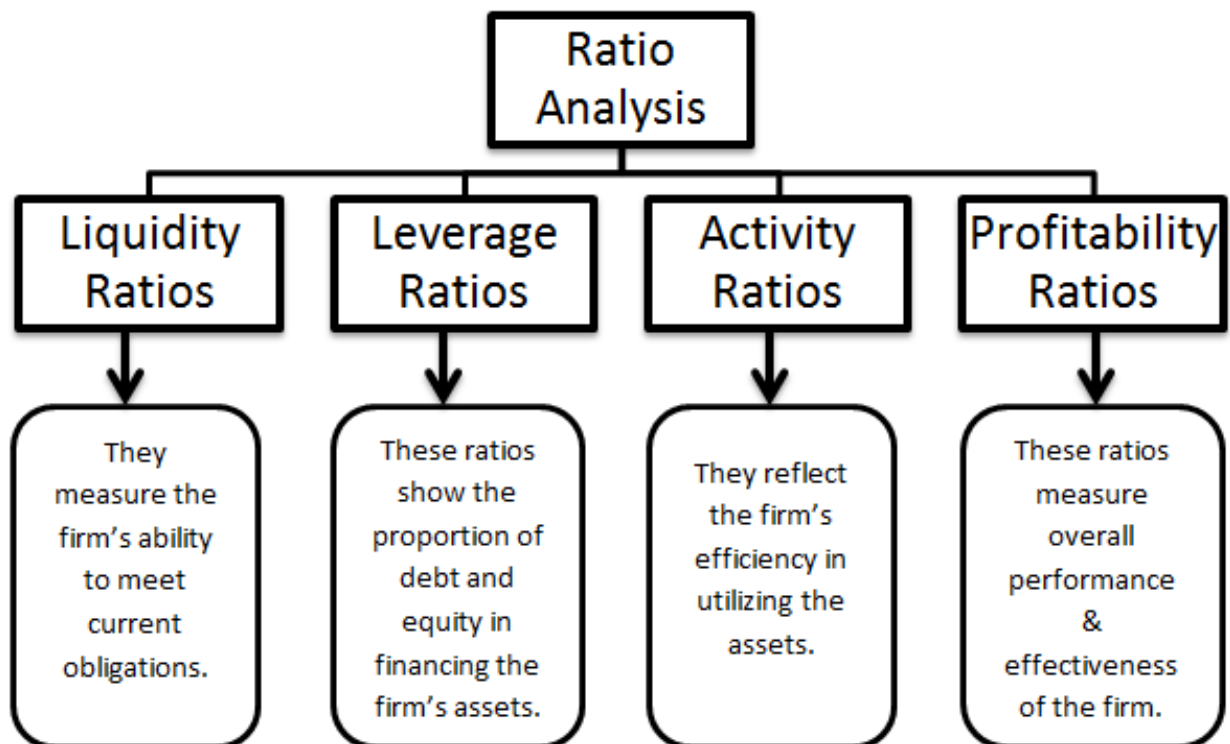 Ratio
Analysis
Liquidity
Ratios
Leverage
Ratios
Activity
Ratios
Profitability
Ratios
They
measure the
firm’s ability
to meet
current
obligations.
These ratios
show the
proportion of
debt and
equity in
financing the
firm’s assets.
They reflect
the firm’s
efficiency in
utilizing the
assets.
These ratios
measure
overall
performance
&
effectiveness
of the firm.